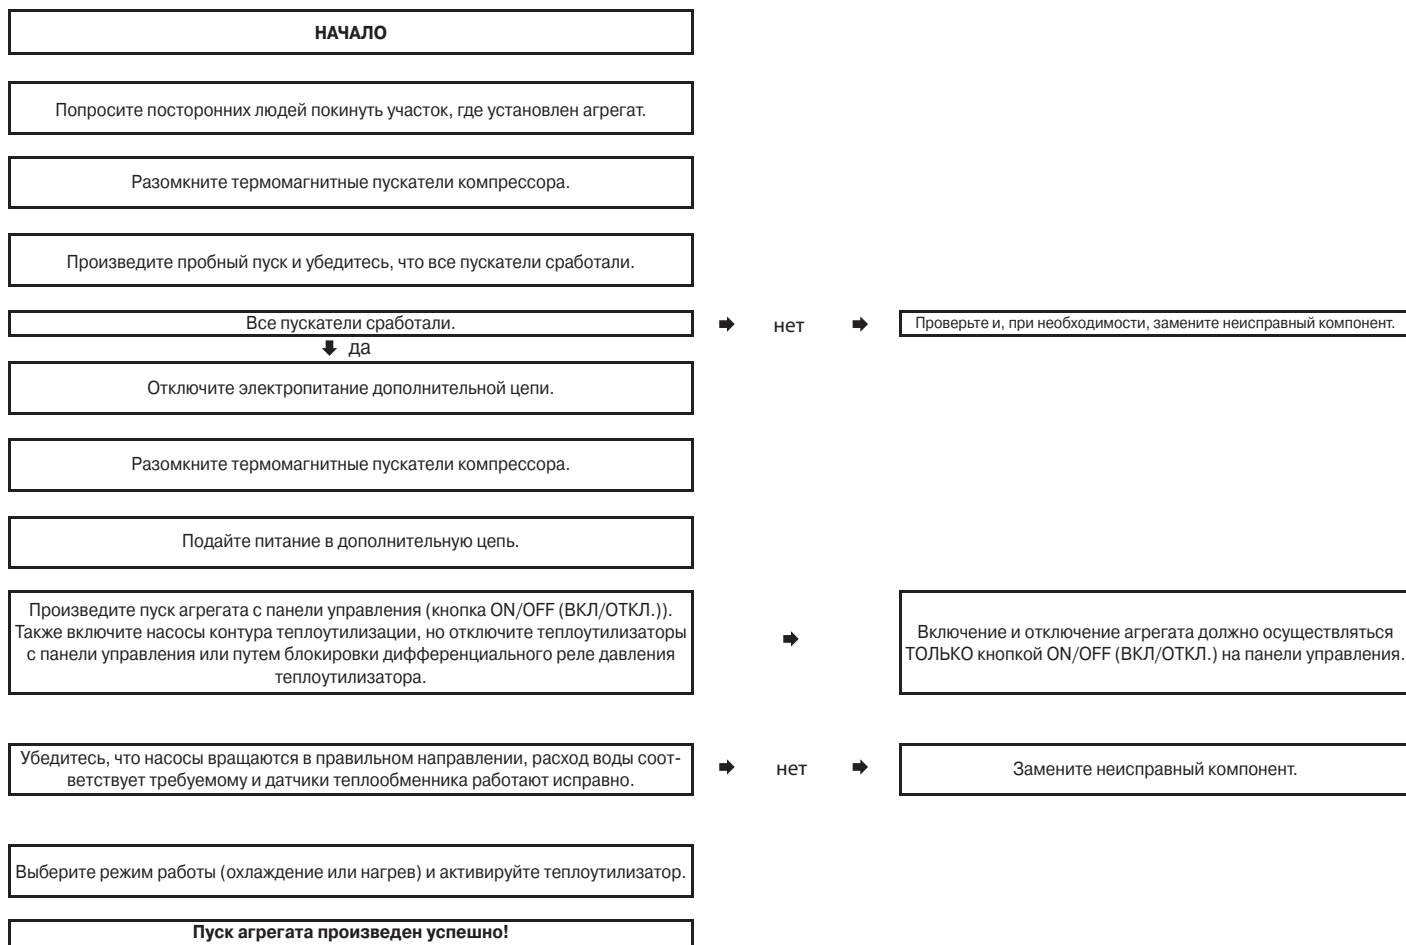 НАЧАЛО
Попросите посторонних людей покинуть участок, где установлен агрегат.
Разомкните термомагнитные пускатели компрессора.
Произведите пробный пуск и убедитесь, что все пускатели сработали.
Все пускатели сработали.
нет
Проверьте и, при необходимости, замените неисправный компонент.
да
Отключите электропитание дополнительной цепи.
Разомкните термомагнитные пускатели компрессора.
Подайте питание в дополнительную цепь.
Произведите пуск агрегата с панели управления (кнопка ON/OFF (ВКЛ/ОТКЛ.)).
Также включите насосы контура теплоутилизации, но отключите теплоутилизаторы
с панели управления или путем блокировки дифференциального реле давления
теплоутилизатора.
Включение и отключение агрегата должно осуществляться
ТОЛЬКО кнопкой ON/OFF (ВКЛ/ОТКЛ.) на панели управления.
Убедитесь, что насосы вращаются в правильном направлении, расход воды соот-
ветствует требуемому и датчики теплообменника работают исправно.
нет
Замените неисправный компонент.
Выберите режим работы (охлаждение или нагрев) и активируйте теплоутилизатор.
Пуск агрегата произведен успешно!